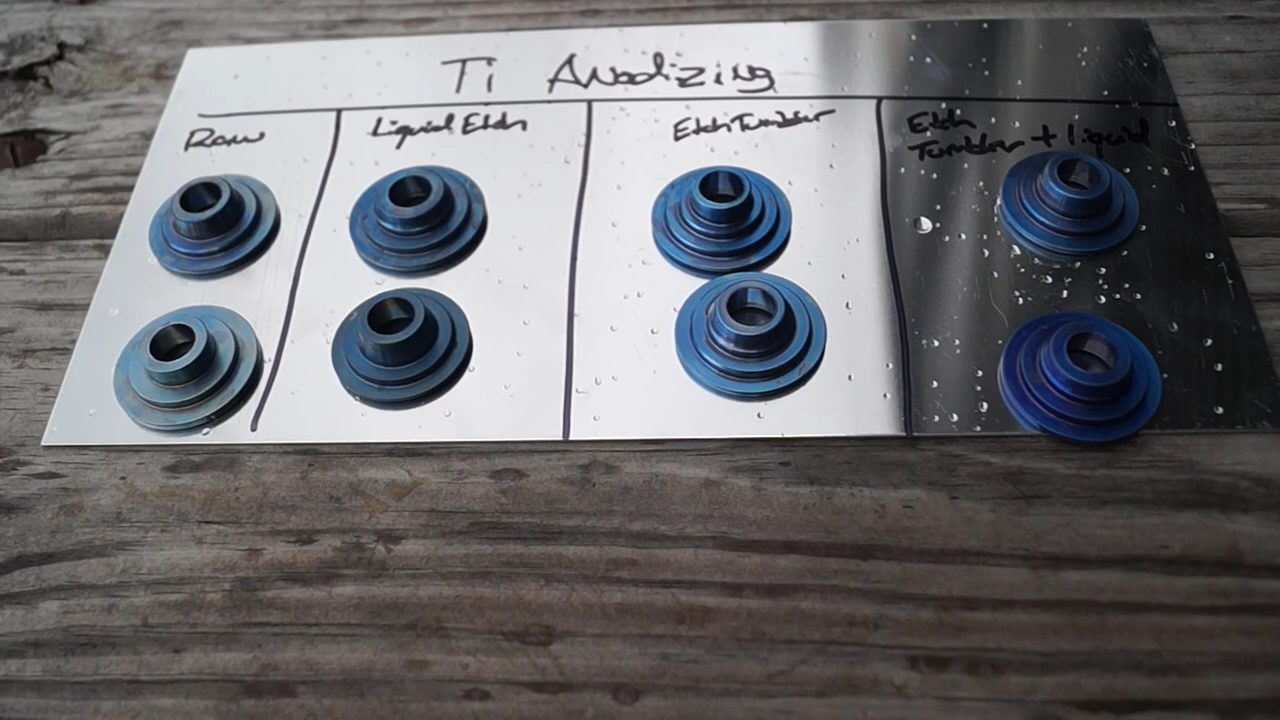 Ti Anodizing
Raw
Liquid Etch
Etch Tumbler
Etch
Tumbler + Liquid